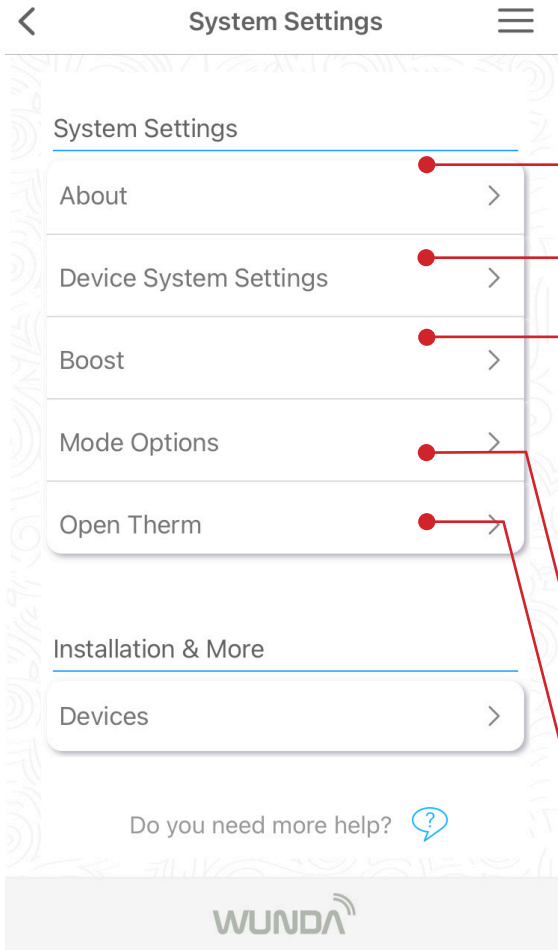 System Settings
System Settings
About
Device System Settings
Boost
Mode Options
Open Therm
Installation & More
Devices
Do you need more help? ?
WUNDA